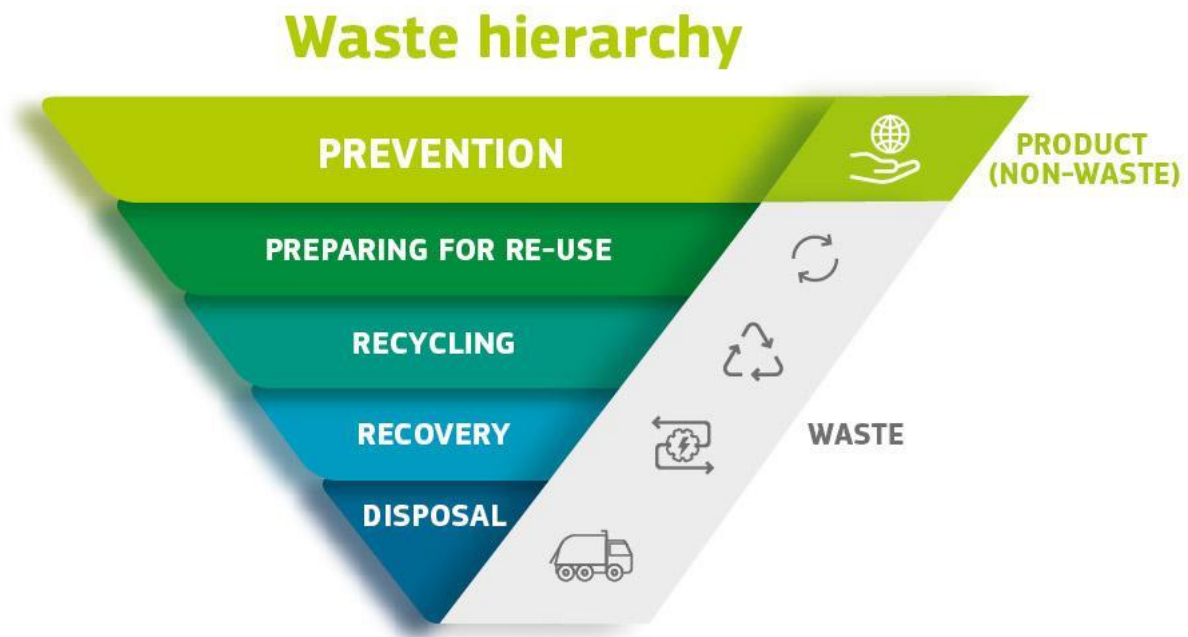 Waste hierarchy
PREVENTION
PRODUCT
(NON-WASTE)
PREPARING FOR RE-USE
RECYCLING
RECOVERY
WASTE
DISPOSAL